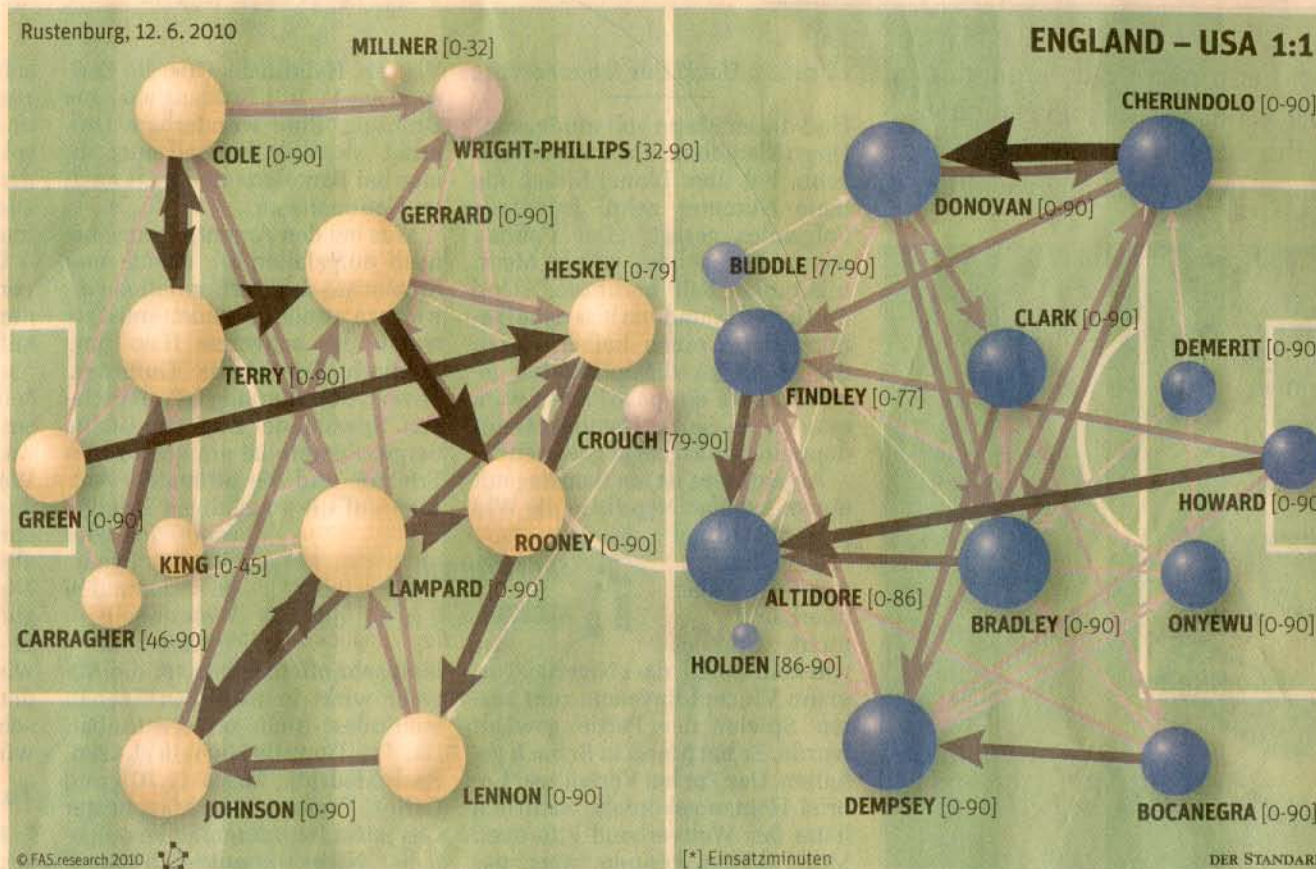 Rustenburg, 12. 6. 2010
ENGLAND – USA 1:1
MILLNER [0-32]
COLE [0-90]
WRIGHT-PHILLIPS [32-90]
GERRARD [0-90]
HESKEY [0-79]
TERRY [0-90]
CROUCH [79-90]
GREEN [0-90]
KING [0-45]
ROONEY [0-90]
LAMPARD [0-90]
CARRAGHER [46-90]
JOHNSON [0-90]
LENNON [0-90]
CHERUNDOLO [0-90]
DONOVAN [0-90]
BUDDLE [77-90]
CLARK [0-90]
DEMERIT [0-90
FINDLEY [0-77]
HOWARD [0-90
ALTIDORE [0-86]
BRADLEY [0-90]
ONYEWU [0-90]
HOLDEN [86-90]
DEMPSEY [0-90]
BOCANEGRA [0-90]
© FAS.research 2010
[*] Einsatzminuten
DER STANDAR